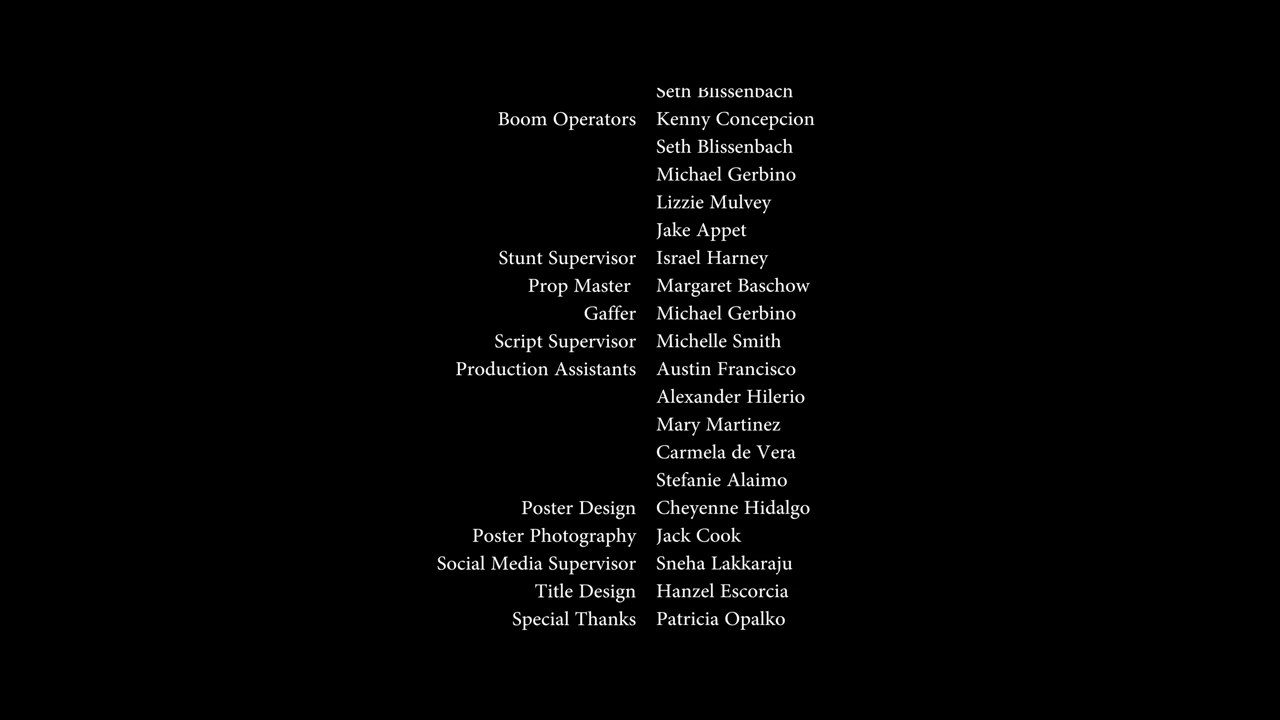 Seth Blissenbach
Boom Operators Kenny Concepcion
Seth Blissenbach
Michael Gerbino
Lizzie Mulvey
Jake Appet
Stunt Supervisor Israel Harney
Prop Master Margaret Baschow
Gaffer Michael Gerbino
Script Supervisor Michelle Smith
Production Assistants Austin Francisco
Alexander Hilerio
Mary Martinez
Carmela de Vera
Stefanie Alaimo
Poster Design Cheyenne Hidalgo
Poster Photography Jack Cook
Social Media Supervisor Sneha Lakkaraju
Title Design Hanzel Escorcia
Special Thanks Patricia Opalko